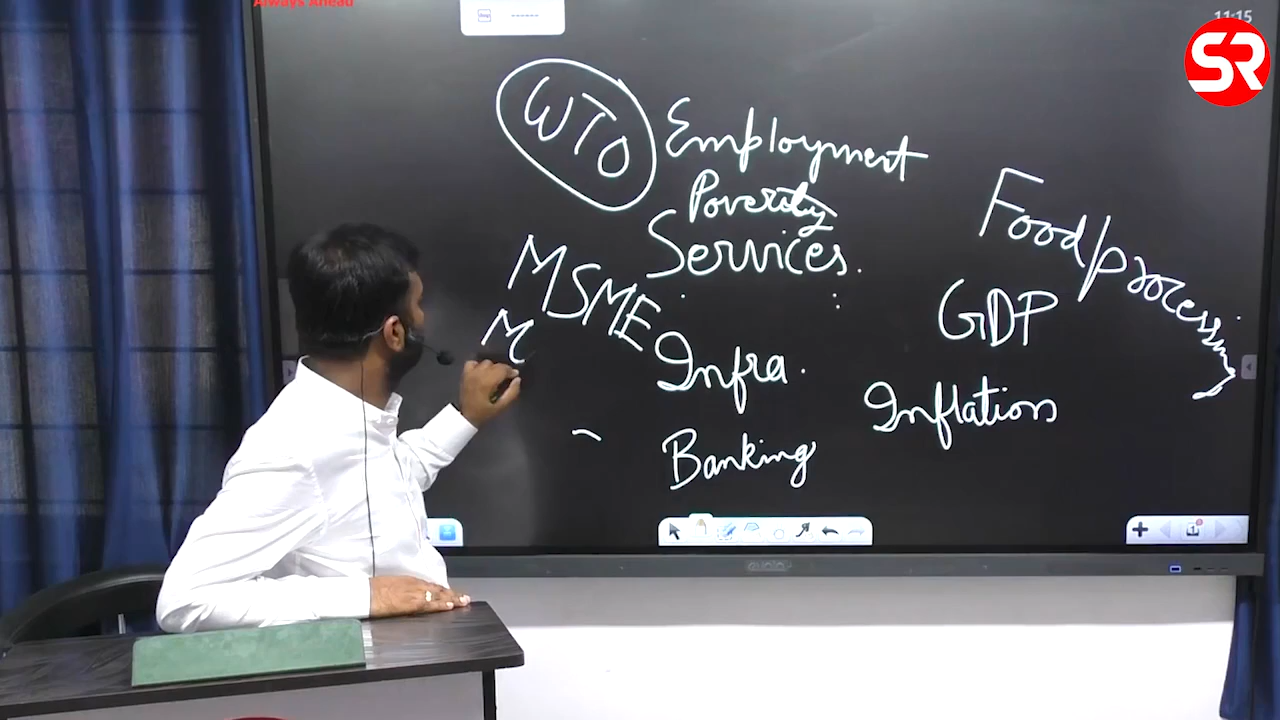 Always Ahead
11:15
SR
WTO
Employment
Poverty
Services.
Food/processing
MSME
GDP
M
Infra.
Inflation
Banking